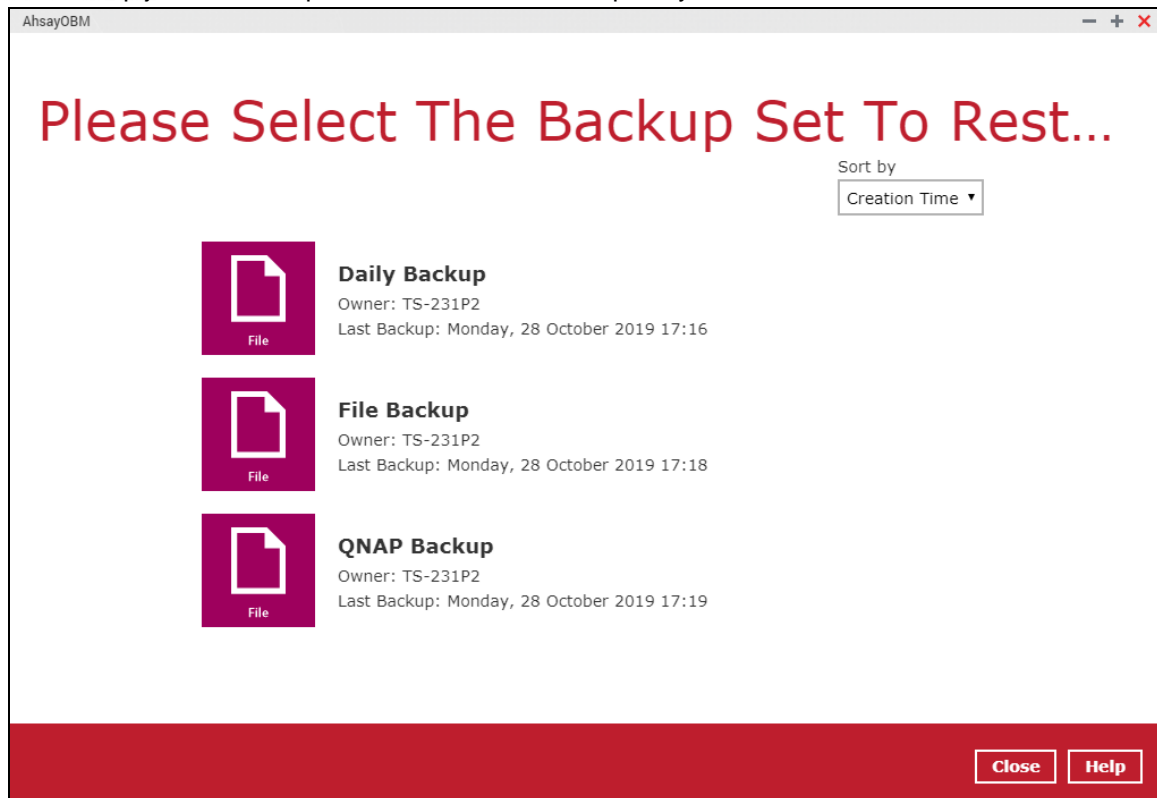 AhsayOBM
Please Select The Backup Set To Rest...
Sort by
Creation Time
File
Daily Backup
Owner: TS-231P2
Last Backup: Monday, 28 October 2019 17:16
File
File Backup
Owner: TS-231P2
Last Backup: Monday, 28 October 2019 17:18
File
QNAP Backup
Owner: TS-231P2
Last Backup: Monday, 28 October 2019 17:19
Close Help